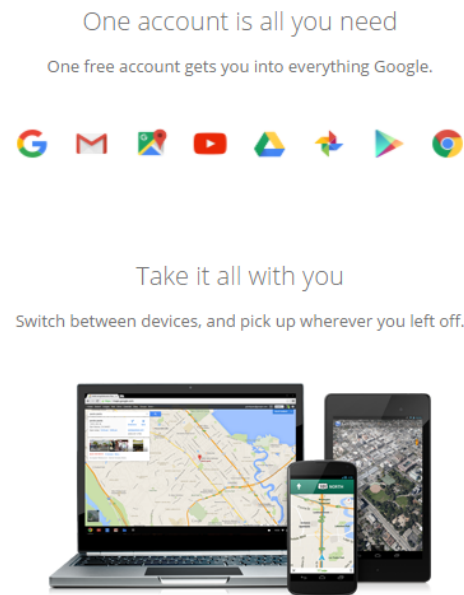 One account is all you need
One free account gets you into everything Google.
Take it all with you
Switch between devices, and pick up wherever you left off.
NORTH